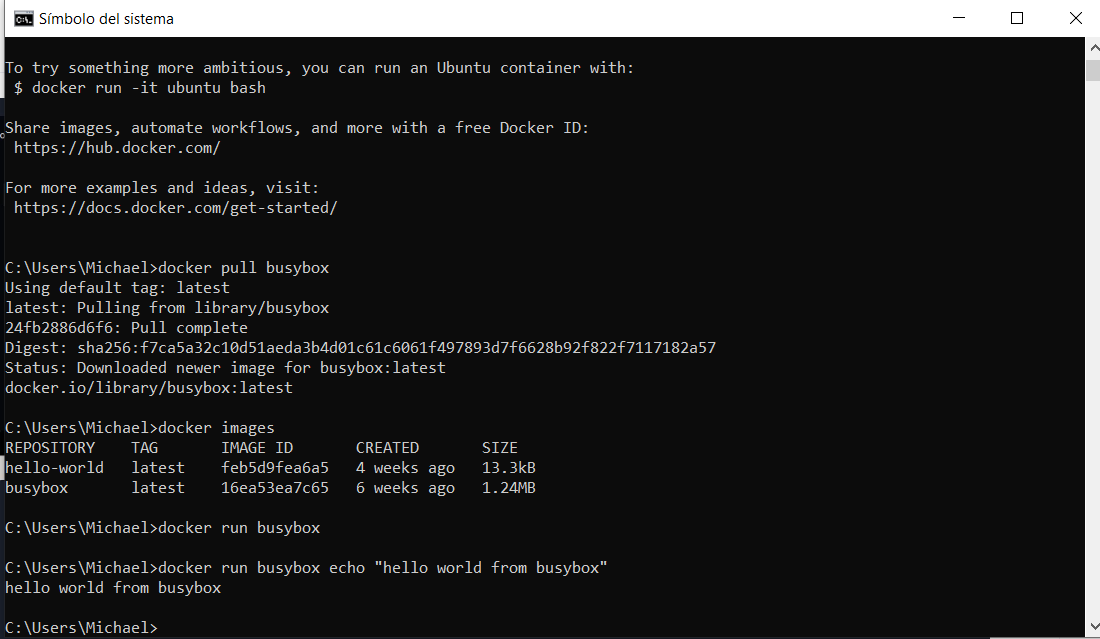 Símbolo del sistema
To try something more ambitious, you can run an Ubuntu container with:
$ docker run -it ubuntu bash
Share images, automate workflows, and more with a free Docker ID:
https://hub.docker.com/
For more examples and ideas, visit:
https://docs.docker.com/get-started/
C:\Users\Michael>docker pull busybox
Using default tag: latest
latest: Pulling from library/busybox
24fb2886d6f6: Pull complete
Digest: sha256:f7ca5a32c10d51aeda3b4d01c61c6061f497893d7f6628b92f822f7117182a57
Status: Downloaded newer image for busybox:latest
docker.io/library/busybox:latest
C:\Users\Michael>docker images
REPOSITORY    TAG       IMAGE ID       CREATED       SIZE
hello-world   latest    feb5d9fea6a5   4 weeks ago   13.3kB
busybox       latest    16ea53ea7c65   6 weeks ago   1.24MB
C:\Users\Michael>docker run busybox
C:\Users\Michael>docker run busybox echo "hello world from busybox"
hello world from busybox
C:\Users\Michael>